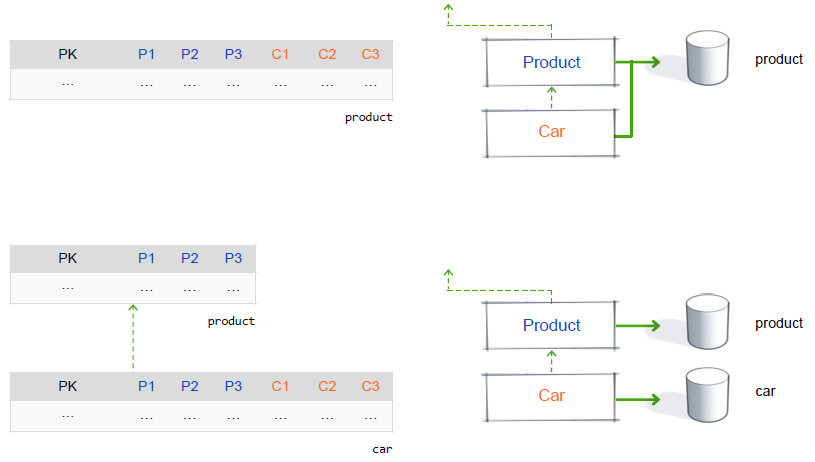 PK P1 P2 P3 C1 C2 C3
... ... ... ... ... ... ...
product
Product
Car
product
PK P1 P2 P3
... ... ... ...
product
PK P1 P2 P3 C1 C2 C3
... ... ... ... ... ... ...
car
Product
Car
product
car